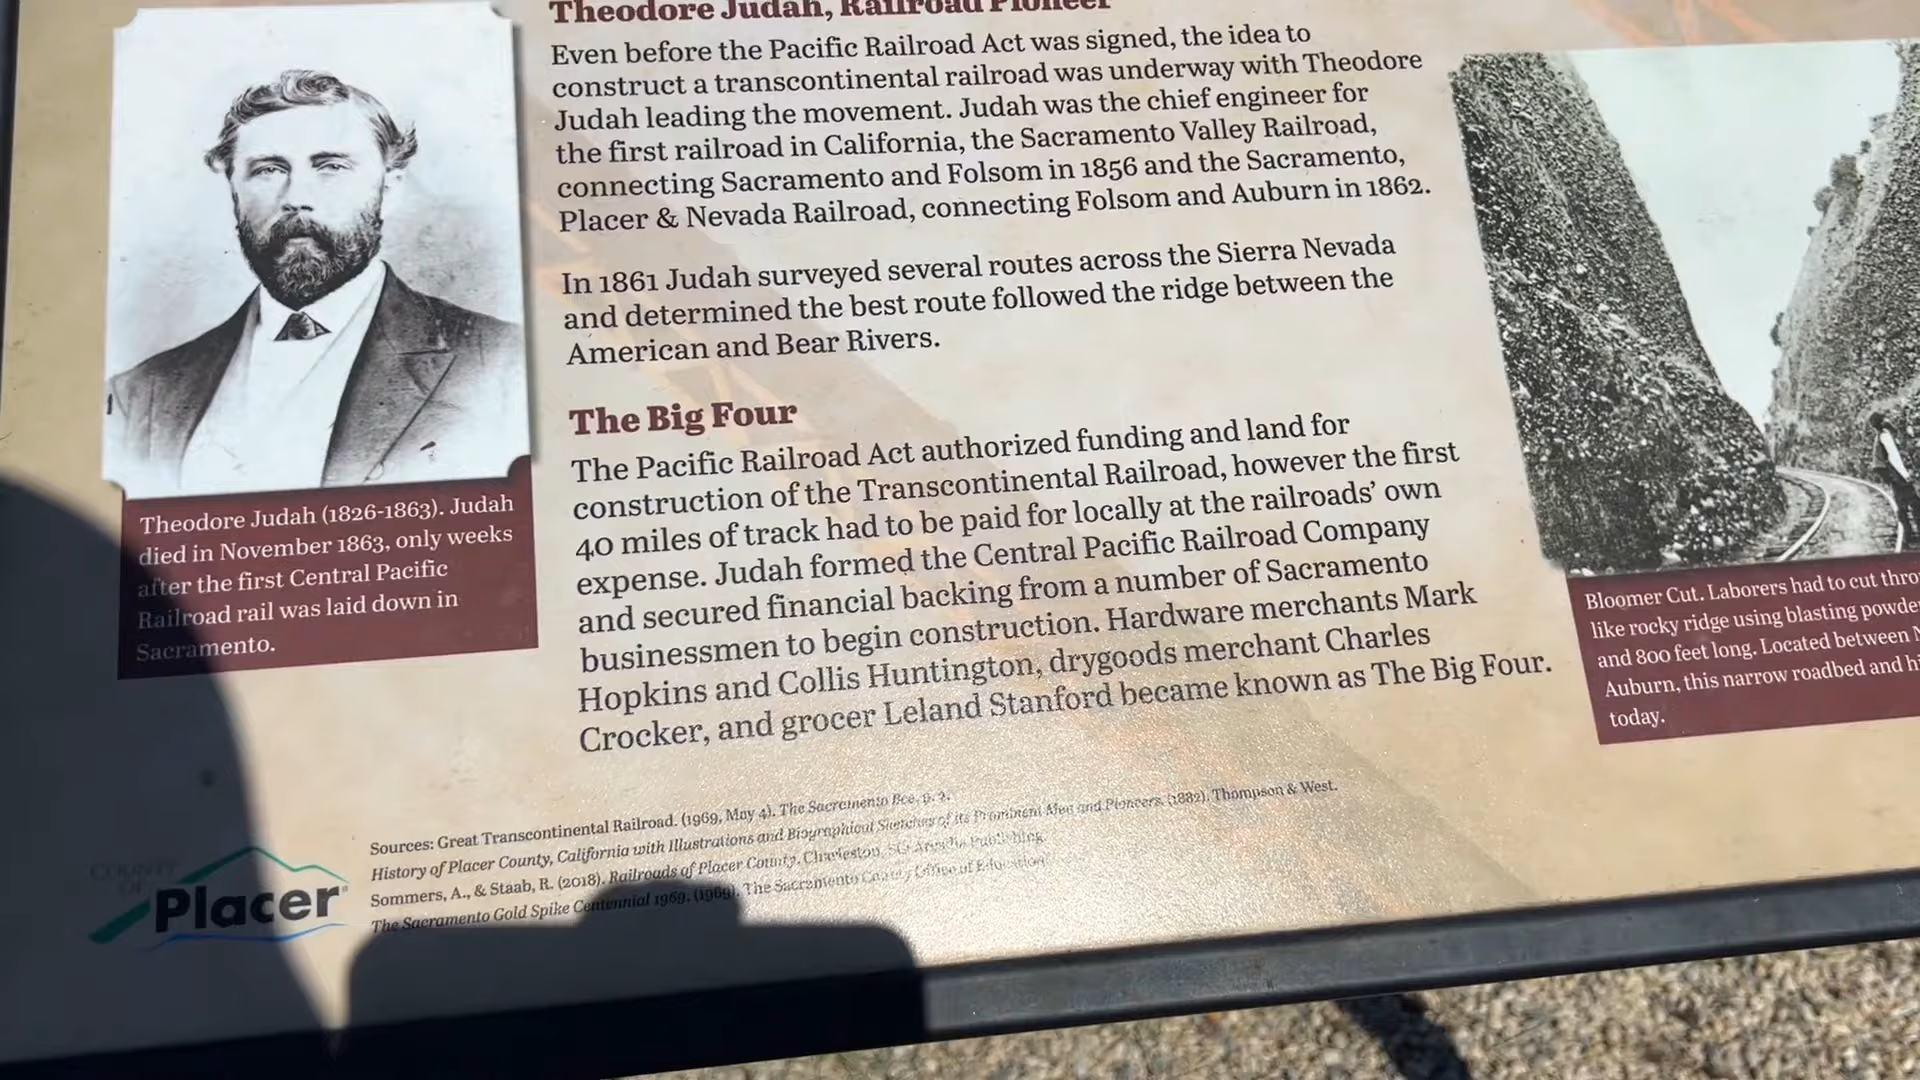 Theodore Judah, Railroad Pioneer
Even before the Pacific Railroad Act was signed, the idea to
construct a transcontinental railroad was underway with Theodore
Judah leading the movement. Judah was the chief engineer for
the first railroad in California, the Sacramento Valley Railroad,
connecting Sacramento and Folsom in 1856 and the Sacramento,
Placer & Nevada Railroad, connecting Folsom and Auburn in 1862.
In 1861 Judah surveyed several routes across the Sierra Nevada
and determined the best route followed the ridge between the
American and Bear Rivers.
The Big Four
The Pacific Railroad Act authorized funding and land for
construction of the Transcontinental Railroad, however the first
40 miles of track had to be paid for locally at the railroads' own
expense. Judah formed the Central Pacific Railroad Company
and secured financial backing from a number of Sacramento
businessmen to begin construction. Hardware merchants Mark
Hopkins and Collis Huntington, drygoods merchant Charles
Crocker, and grocer Leland Stanford became known as The Big Four.
Theodore Judah (1826-1863). Judah
died in November 1863, only weeks
after the first Central Pacific
Railroad rail was laid down in
Sacramento.
Bloomer Cut. Laborers had to cut
like rocky ridge using blasting powder
and 800 feet long. Located between
Auburn, this narrow roadbed and
today.
Sources: Great Transcontinental Railroad. (1969, May 4). The Sacramento Bee, p. 2.
History of Placer County, California with Illustrations and Biographical Sketches of its Prominent Men and Pioneers. (1882). Thompson & West.
Sommers, A., & Staab, R. (2018). Railroads of Placer County. Charleston, SC: Arcadia Publishing.
The Sacramento Gold Spike Centennial 1969. (1969). The Sacramento County Office of Education
COUNTY
OF
Placer®